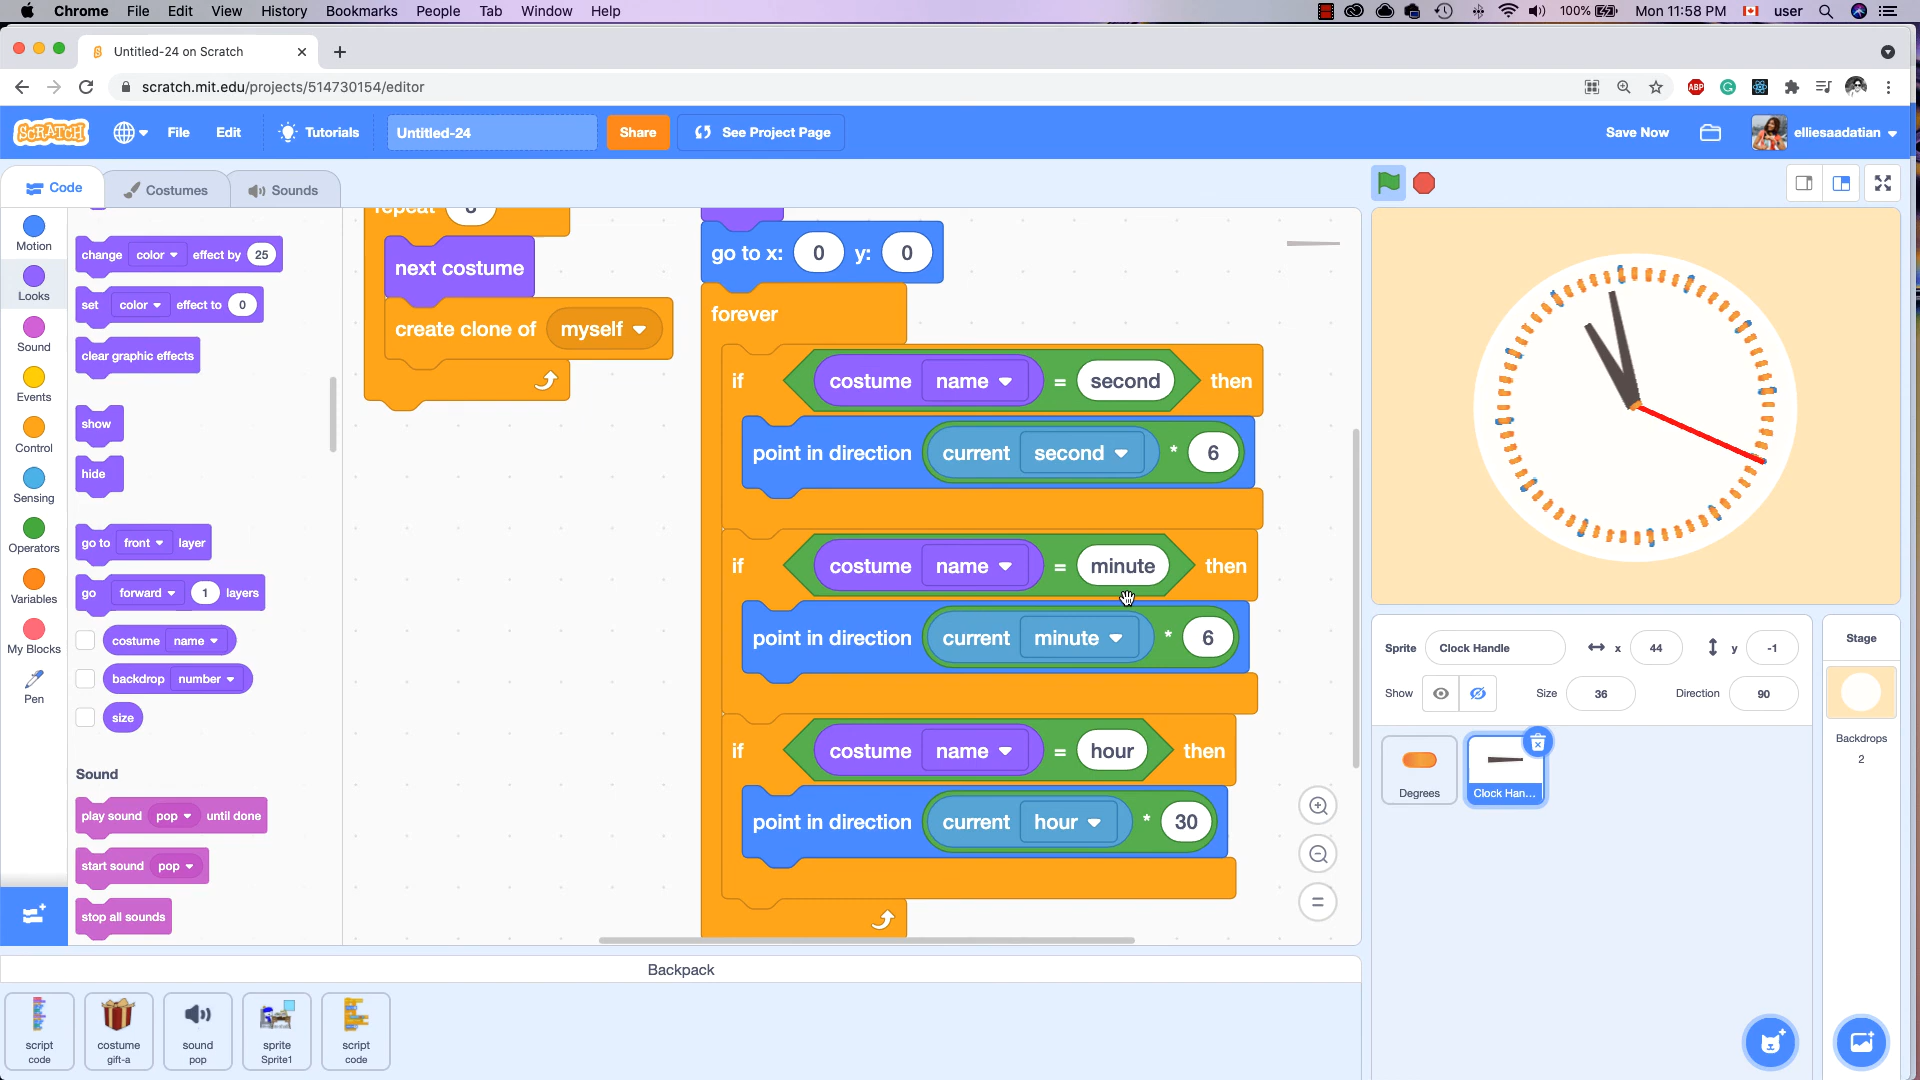 Chrome File Edit View History Bookmarks People Tab Window Help 100% Mon 11:58 PM user
Untitled-24 on Scratch
scratch.mit.edu/projects/514730154/editor
ABP
SCRATCH File Edit Tutorials Untitled-24 Share See Project Page Save Now elliesaadatian
Code Costumes Sounds
Motion
Looks
Sound
Events
Control
Sensing
Operators
Variables
My Blocks
Pen
change color effect by 25
set color effect to 0
clear graphic effects
show
hide
go to front layer
go forward 1 layers
costume name
backdrop number
size
Sound
play sound pop until done
start sound pop
stop all sounds
next costume
create clone of myself
go to x: 0 y: 0
forever
if costume name = second then
point in direction current second * 6
if costume name = minute then
point in direction current minute * 6
if costume name = hour then
point in direction current hour * 30
Sprite Clock Handle x 44 y -1
Show Size 36 Direction 90
Degrees
Clock Han...
Stage
Backdrops
2
Backpack
script
code
costume
gift-a
sound
pop
sprite
Sprite1
script
code